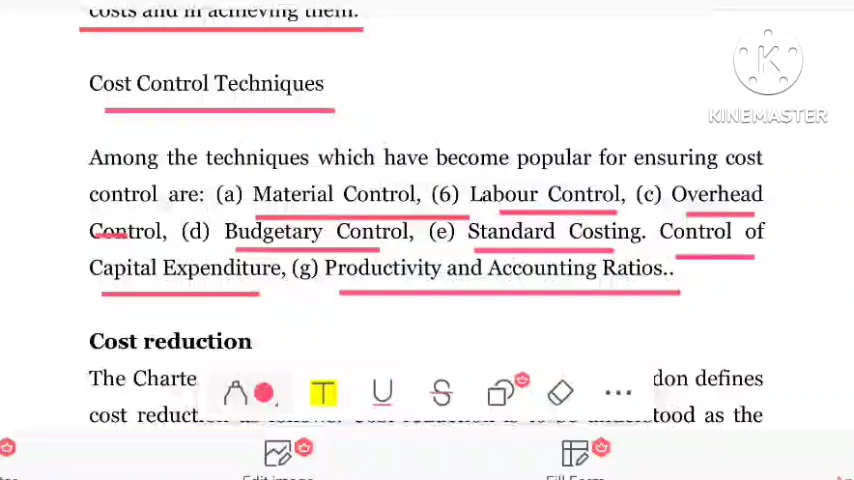 costs and in achieving them.
KINEMASTER
Cost Control Techniques
Among the techniques which have become popular for ensuring cost
control are: (a) Material Control, (6) Labour Control, (c) Overhead
Control, (d) Budgetary Control, (e) Standard Costing. Control of
Capital Expenditure, (g) Productivity and Accounting Ratios..
Cost reduction
The Charte don defines
cost reduct understood as the
Edit image
Fill Form